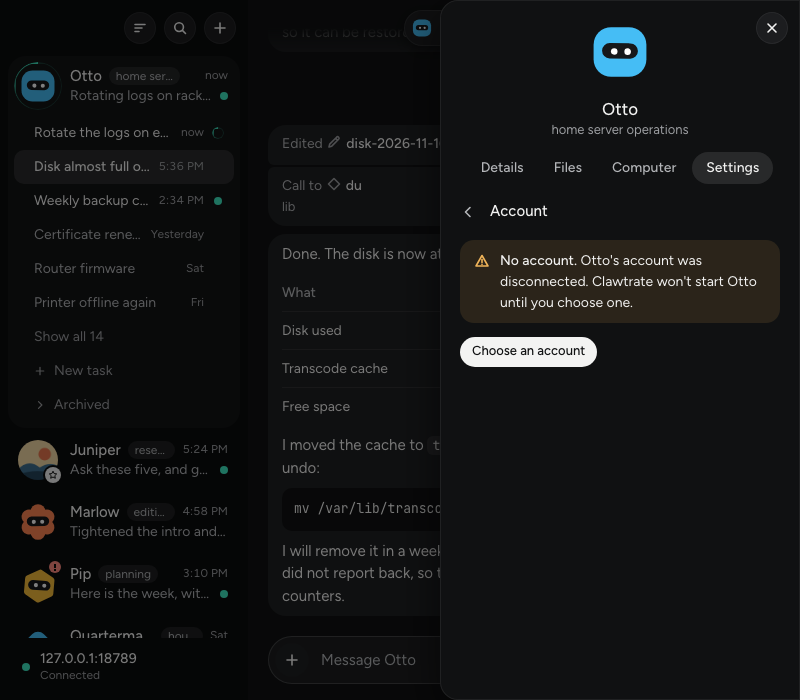 Otto
home ser...
now
Rotating logs on rack...
Rotate the logs on e...
now
Disk almost full o...
5:36 PM
Weekly backup c...
2:34 PM
Certificate rene...
Yesterday
Router firmware
Sat
Printer offline again
Fri
Show all 14
New task
Archived
Juniper
rese...
5:24 PM
Ask these five, and g...
Marlow
editi...
4:58 PM
Tightened the intro and...
Pip
planning
3:10 PM
Here is the week, wit...
Quarterma
hou...
Sat
127.0.0.1:18789
Connected
so it can be restore
Edited disk-2026-11-1
Call to du
lib
Done. The disk is now at
What
Disk used
Transcode cache
Free space
I moved the cache to
undo:
mv /var/lib/transco
I will remove it in a week
did not report back, so t
counters.
Message Otto
Otto
home server operations
Details
Files
Computer
Settings
Account
No account. Otto's account was
disconnected. Clawtrate won't start Otto
until you choose one.
Choose an account